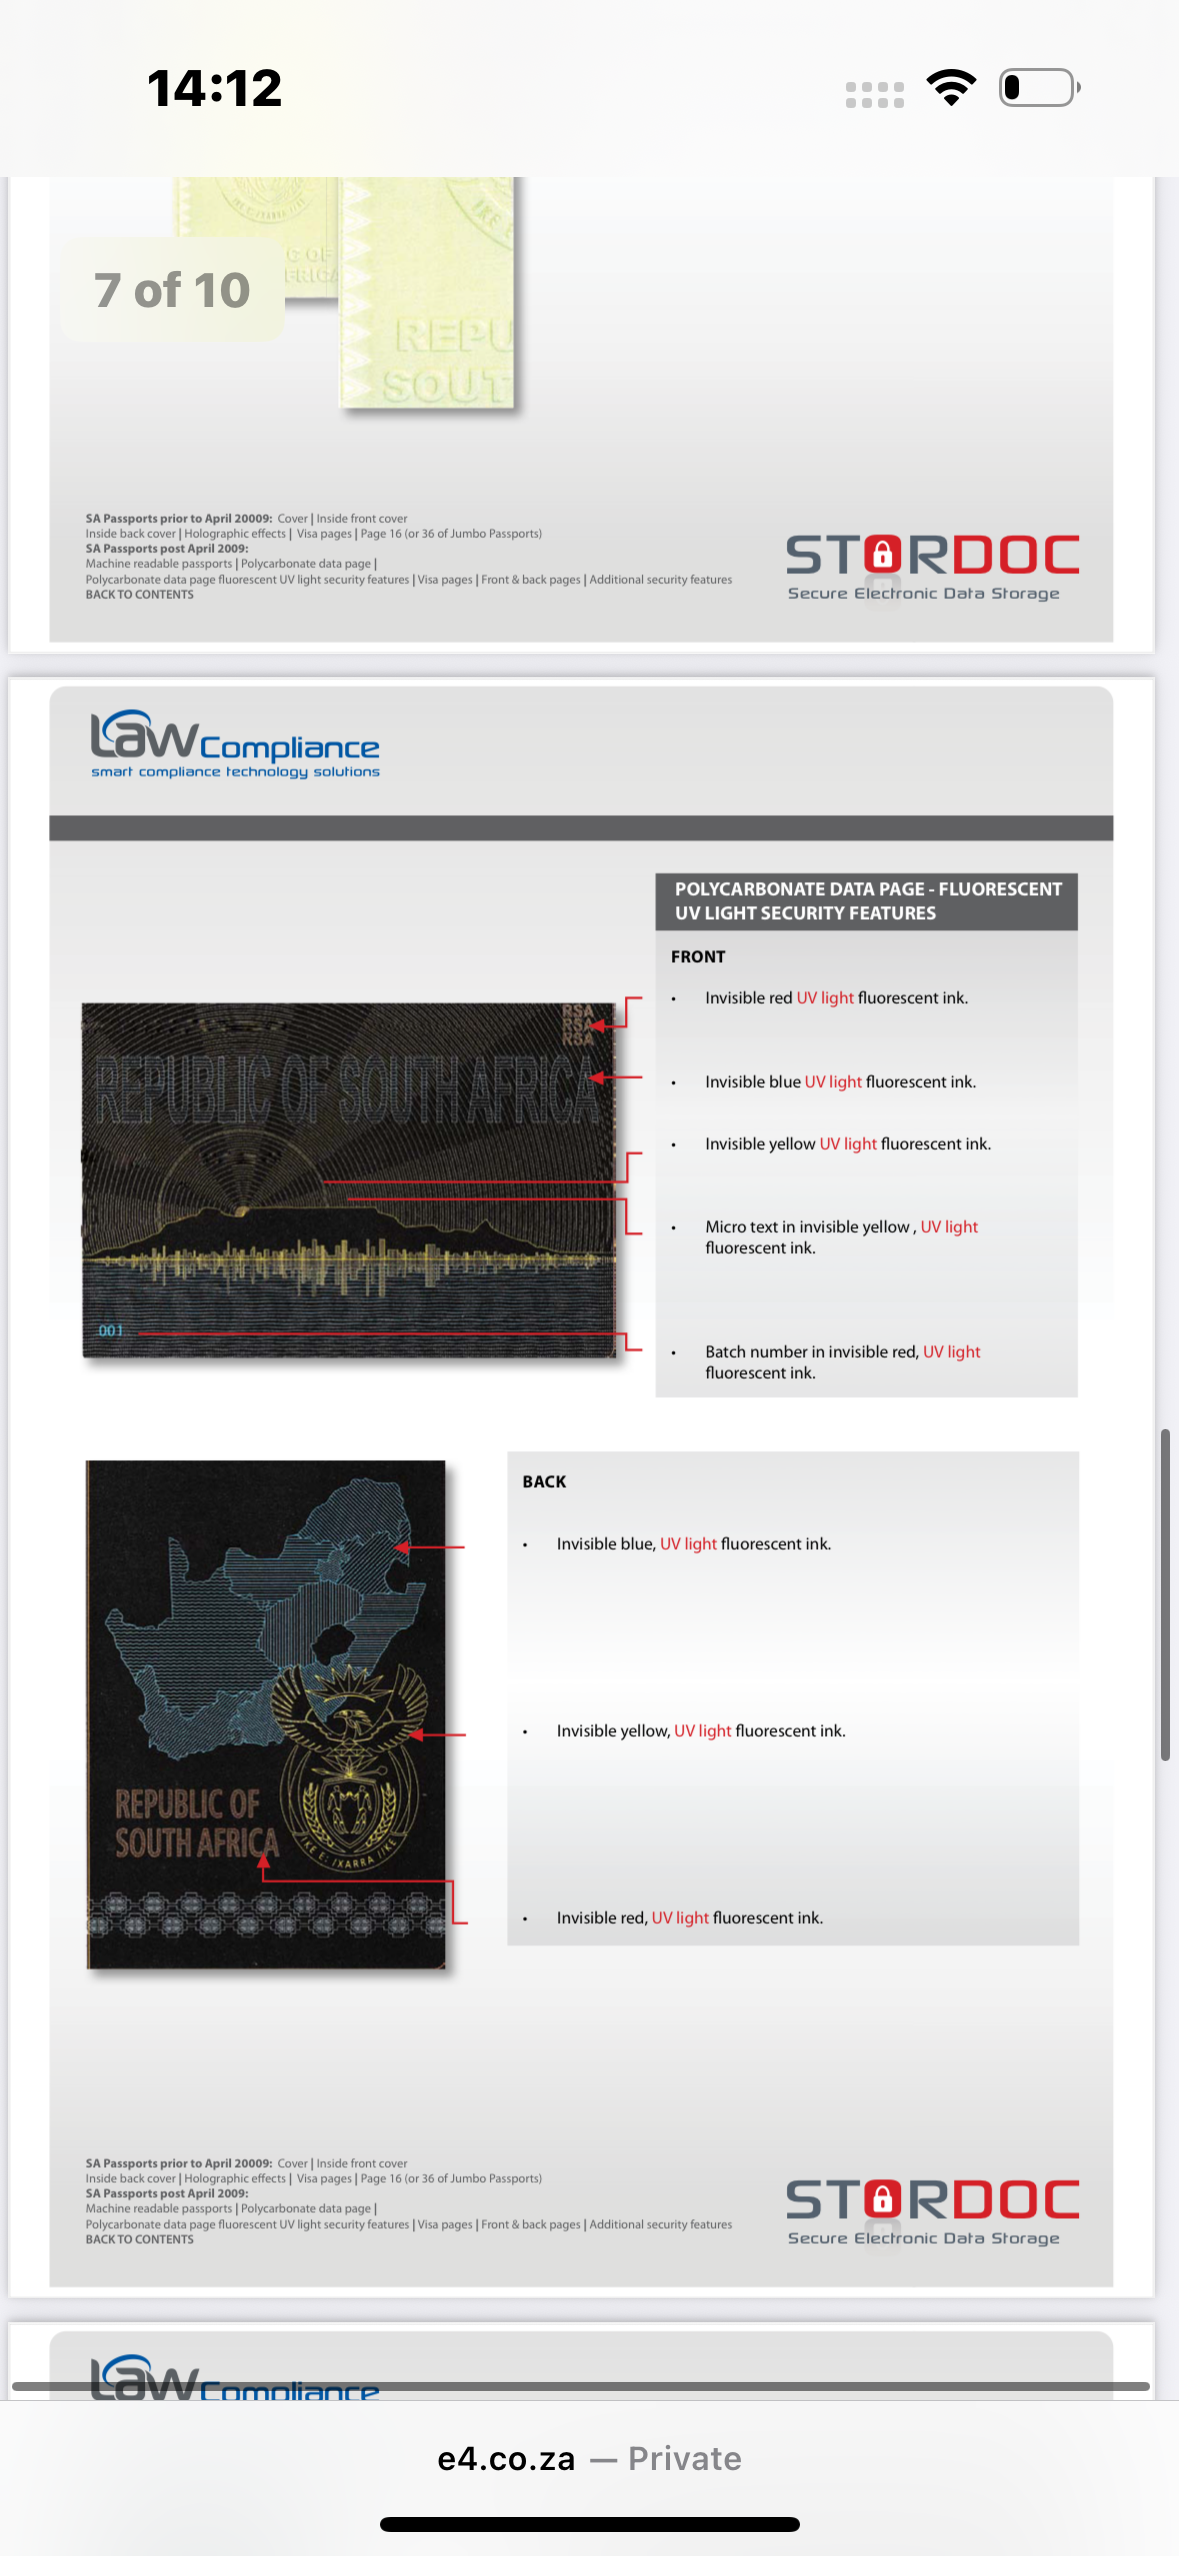 14:12
7 of 10
C OF
FRICA
IKE E
REPU
SOUT
SA Passports prior to April 20009: Cover | Inside front cover
Inside back cover | Holographic effects | Visa pages | Page 16 (or 36 of Jumbo Passports)
SA Passports post April 2009:
Machine readable passports | Polycarbonate data page |
Polycarbonate data page fluorescent UV light security features | Visa pages | Front & back pages | Additional security features
BACK TO CONTENTS
STORDOC
Secure Electronic Data Storage
Law Compliance
smart compliance technology solutions
POLYCARBONATE DATA PAGE - FLUORESCENT
UV LIGHT SECURITY FEATURES
FRONT
• Invisible red UV light fluorescent ink.
• Invisible blue UV light fluorescent ink.
• Invisible yellow UV light fluorescent ink.
• Micro text in invisible yellow , UV light
fluorescent ink.
• Batch number in invisible red, UV light
fluorescent ink.
RSA
RSA
RSA
REPUBLIC OF SOUTH AFRICA
001
BACK
• Invisible blue, UV light fluorescent ink.
• Invisible yellow, UV light fluorescent ink.
• Invisible red, UV light fluorescent ink.
REPUBLIC OF
SOUTH AFRICA
!KE E: /XARRA //KE
SA Passports prior to April 20009: Cover | Inside front cover
Inside back cover | Holographic effects | Visa pages | Page 16 (or 36 of Jumbo Passports)
SA Passports post April 2009:
Machine readable passports | Polycarbonate data page |
Polycarbonate data page fluorescent UV light security features | Visa pages | Front & back pages | Additional security features
BACK TO CONTENTS
STORDOC
Secure Electronic Data Storage
Law Compliance
e4.co.za — Private